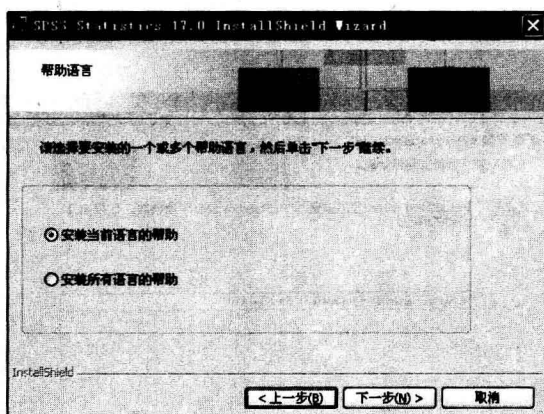 SPSS Statistics 17.0 InstallShield Wizard
帮助语言
请选择要安装的一个或多个帮助语言，然后单击“下一步”继续。
安装当前语言的帮助
安装所有语言的帮助
InstallShield
<上一步(B)
下一步(N)>
取消